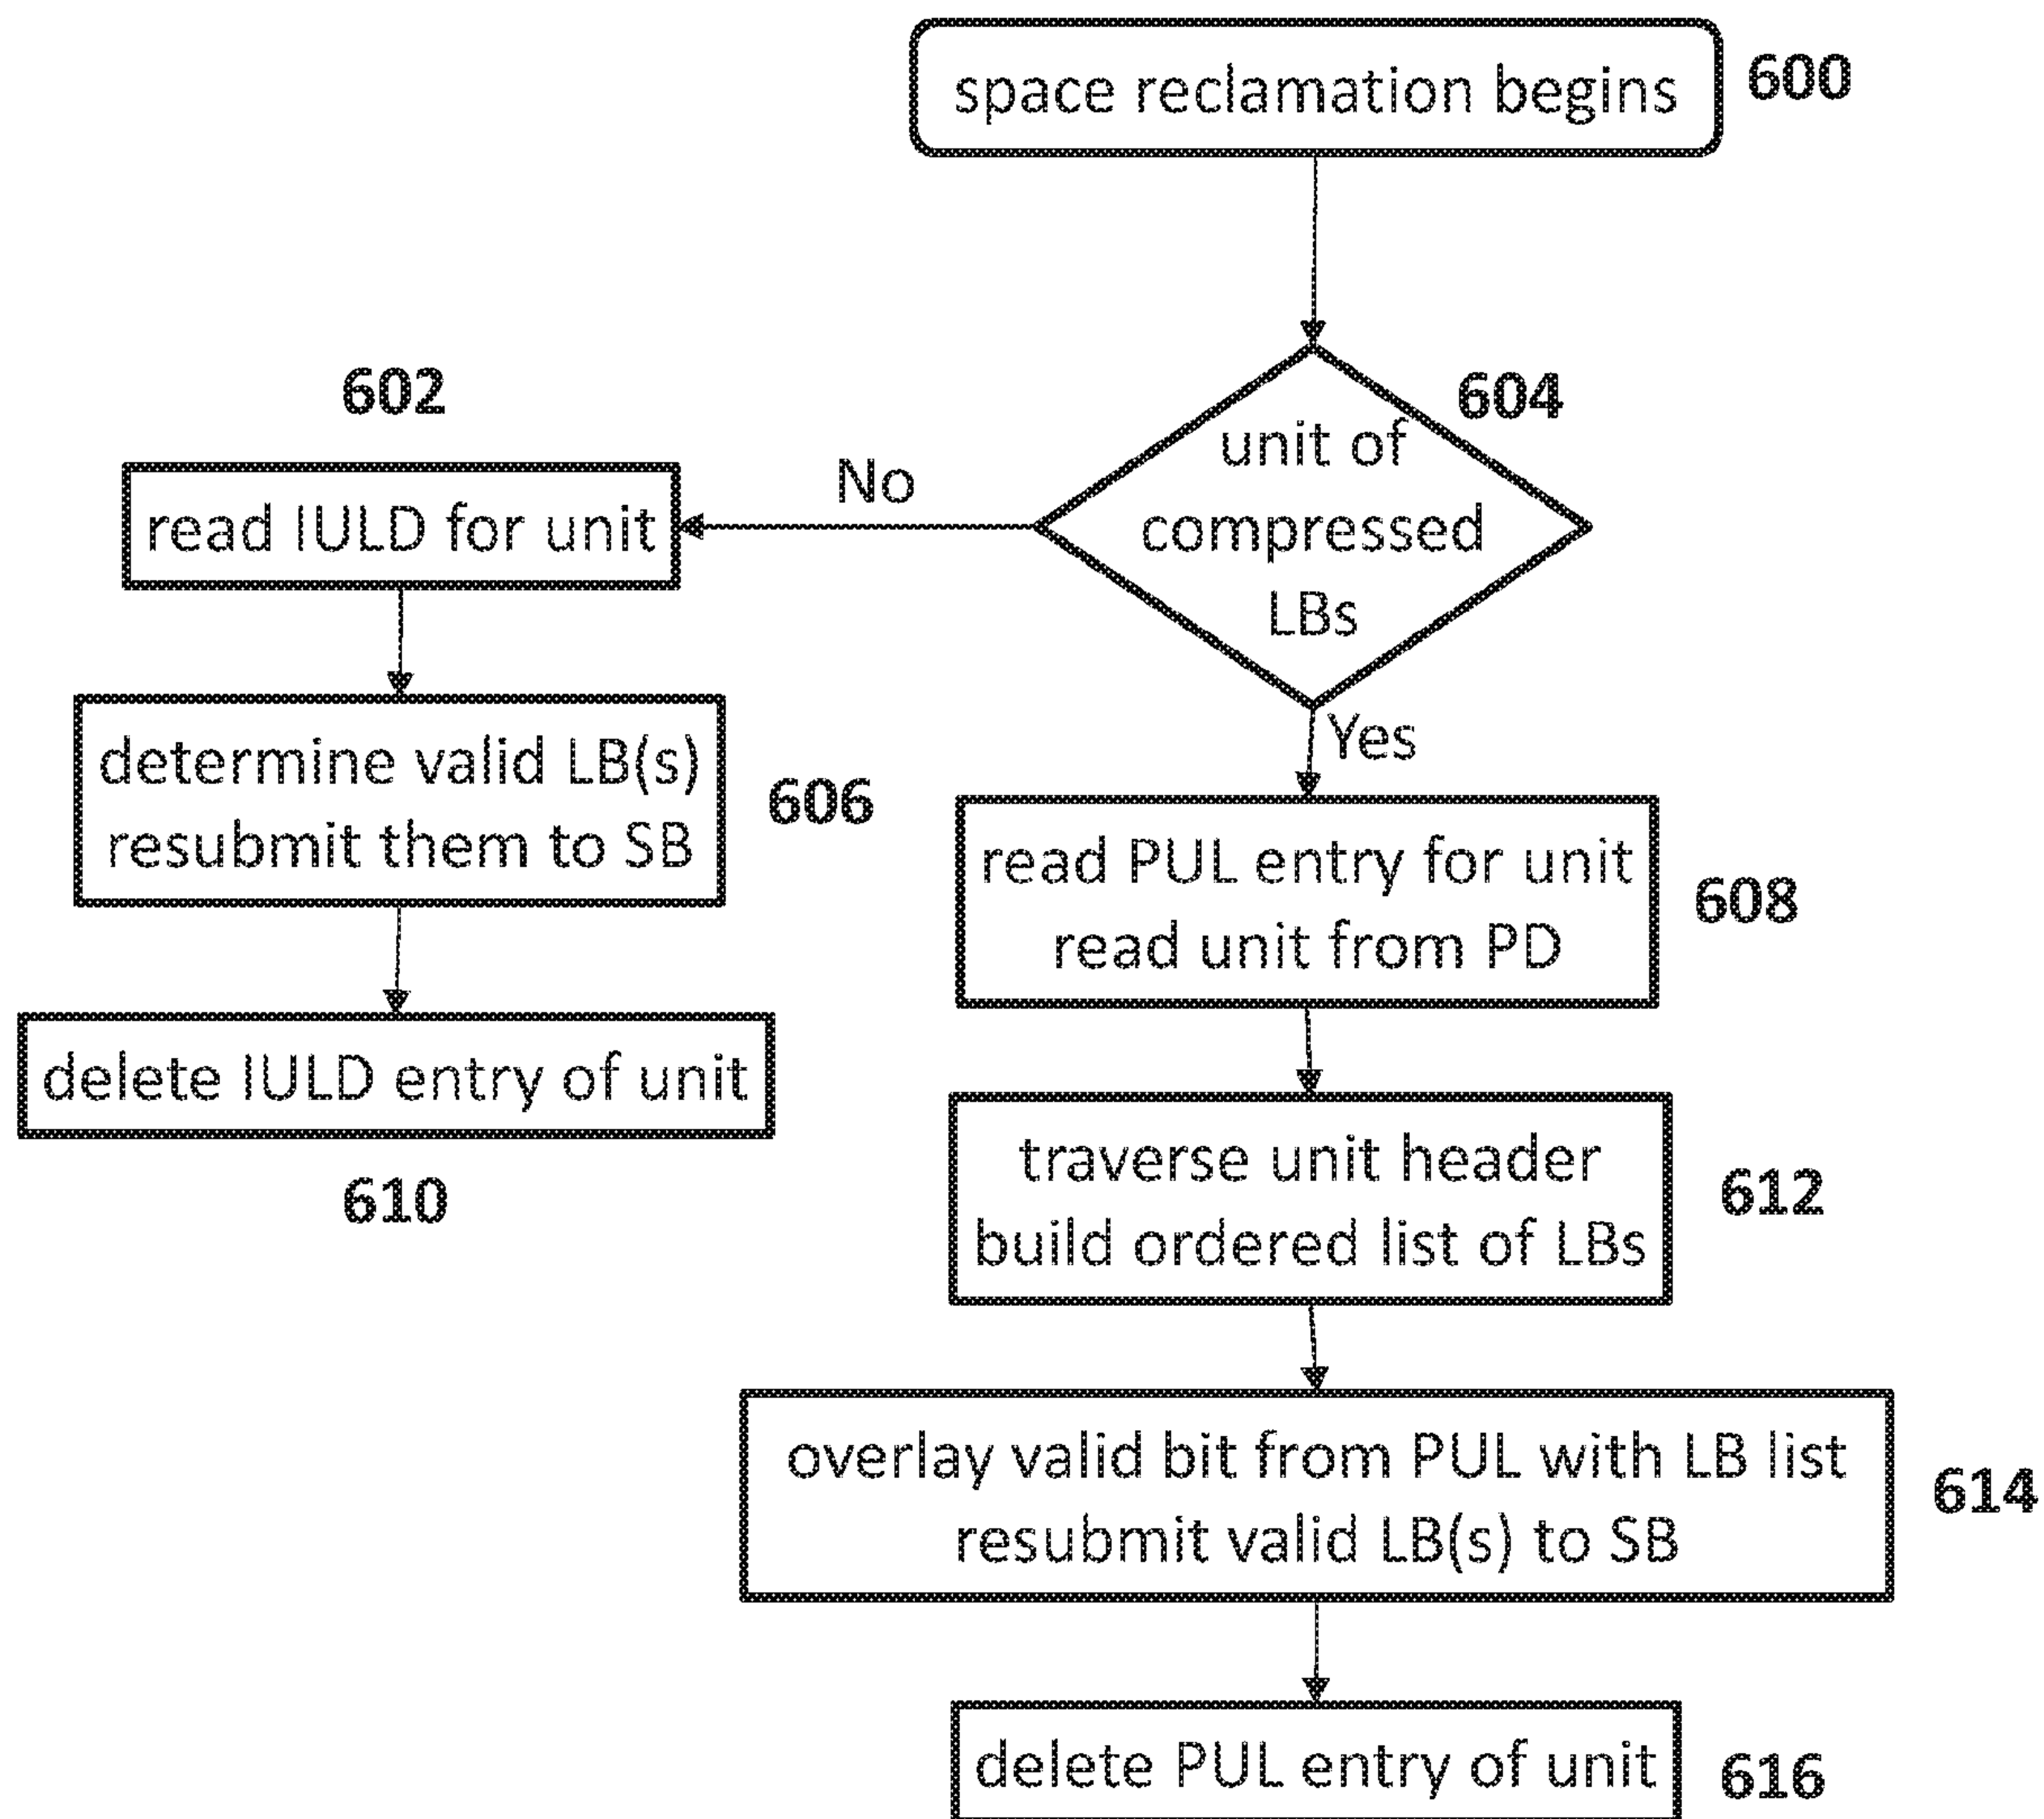 space reclamation begins
600
602
604
unit of
compressed
LBs
No
read IULD for unit
Yes
determine valid LB(s)
resubmit them to SB
606
read PUL entry for unit
read unit from PD
608
delete IULD entry of unit
610
traverse unit header
build ordered list of LBs
612
overlay valid bit from PUL with LB list
resubmit valid LB(s) to SB
614
delete PUL entry of unit
616